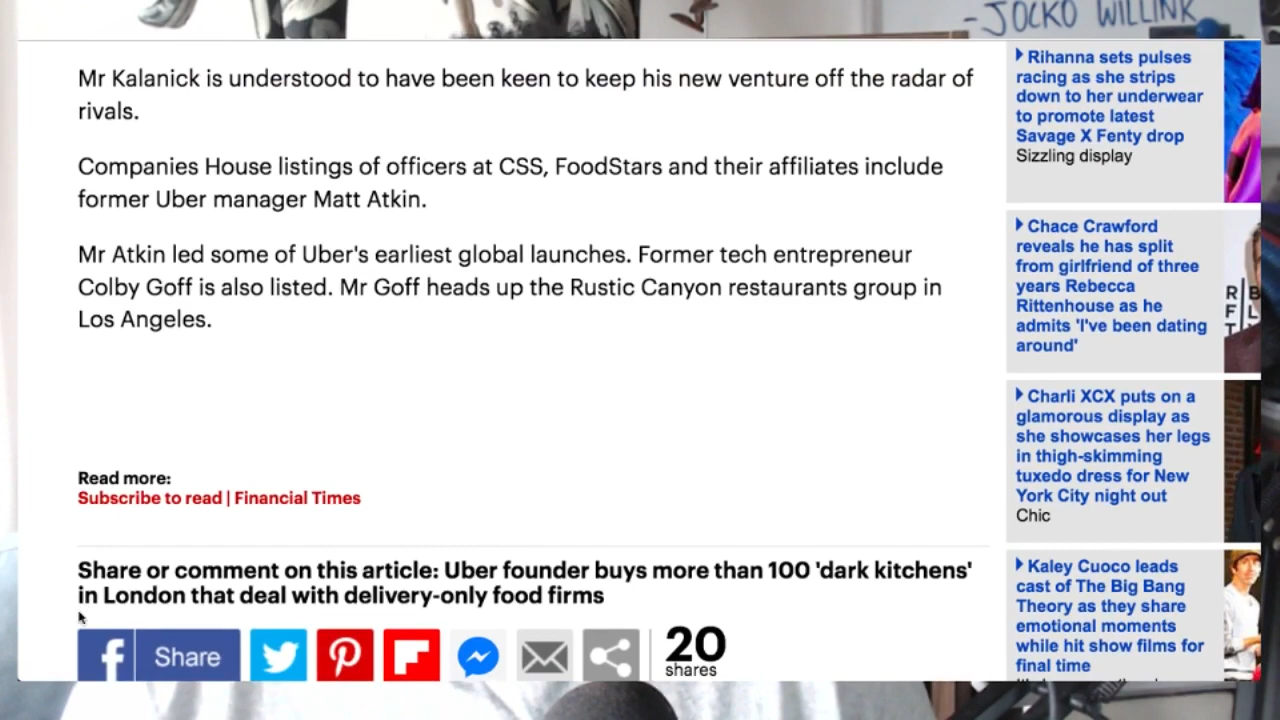 -JOCKO WILLINK
Mr Kalanick is understood to have been keen to keep his new venture off the radar of
rivals.
Companies House listings of officers at CSS, FoodStars and their affiliates include
former Uber manager Matt Atkin.
Mr Atkin led some of Uber's earliest global launches. Former tech entrepreneur
Colby Goff is also listed. Mr Goff heads up the Rustic Canyon restaurants group in
Los Angeles.
Read more:
Subscribe to read | Financial Times
Share or comment on this article: Uber founder buys more than 100 'dark kitchens'
in London that deal with delivery-only food firms
f Share
20
shares
Rihanna sets pulses
racing as she strips
down to her underwear
to promote latest
Savage X Fenty drop
Sizzling display
Chace Crawford
reveals he has split
from girlfriend of three
years Rebecca
Rittenhouse as he
admits 'I've been dating
around'
Charli XCX puts on a
glamorous display as
she showcases her legs
in thigh-skimming
tuxedo dress for New
York City night out
Chic
Kaley Cuoco leads
cast of The Big Bang
Theory as they share
emotional moments
while hit show films for
final time